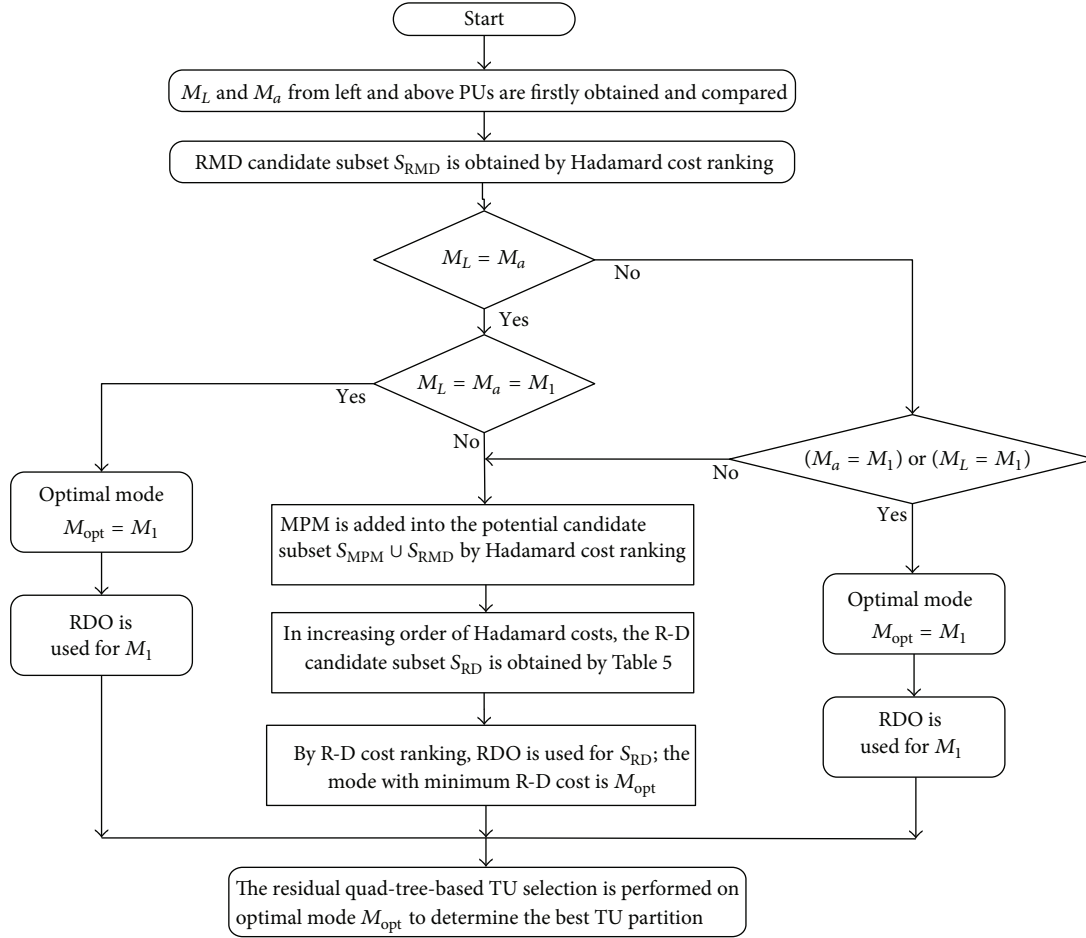 Start
M_L and M_a from left and above PUs are firstly obtained and compared
RMD candidate subset S_RMD is obtained by Hadamard cost ranking
M_L = M_a
No
Yes
M_L = M_a = M_1
Yes
No
(M_a = M_1) or (M_L = M_1)
No
Yes
Optimal mode
M_opt = M_1
RDO is
used for M_1
MPM is added into the potential candidate
subset S_MPM ∪ S_RMD by Hadamard cost ranking
In increasing order of Hadamard costs, the R-D
candidate subset S_RD is obtained by Table 5
By R-D cost ranking, RDO is used for S_RD; the
mode with minimum R-D cost is M_opt
Optimal mode
M_opt = M_1
RDO is
used for M_1
The residual quad-tree-based TU selection is performed on
optimal mode M_opt to determine the best TU partition